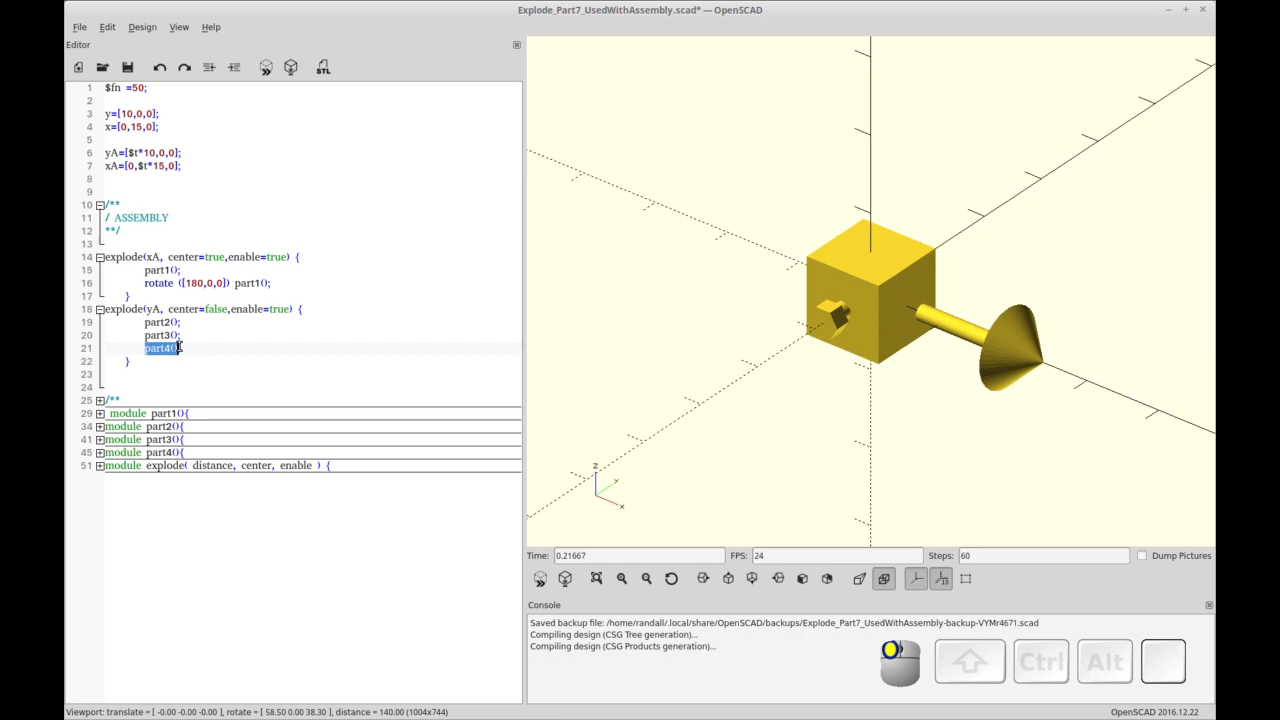 Explode_Part7_UsedWithAssembly.scad* — OpenSCAD
File Edit Design View Help
Editor
STL
1 $fn =50;
2
3 y=[10,0,0];
4 x=[0,15,0];
5
6 yA=[$t*10,0,0];
7 xA=[0,$t*15,0];
8
9
10 /**
11 / ASSEMBLY
12 **/
13
14 explode(xA, center=true,enable=true) {
15 part1();
16 rotate ([180,0,0]) part1();
17 }
18 explode(yA, center=false,enable=true) {
19 part2();
20 part3();
21 part4()
22 }
23
24
25 /**
29 module part1(){
34 module part2(){
41 module part3(){
45 module part4(){
51 module explode( distance, center, enable ) {
z
y
x
Time: 0.21667 FPS: 24 Steps: 60 Dump Pictures
10
Console
Saved backup file: /home/randall/.local/share/OpenSCAD/backups/Explode_Part7_UsedWithAssembly-backup-VYMr4671.scad
Compiling design (CSG Tree generation)...
Compiling design (CSG Products generation)...
Ctrl Alt
Viewport: translate = [ -0.00 -0.00 -0.00 ], rotate = [ 58.50 0.00 38.30 ], distance = 140.00 (1004x744) OpenSCAD 2016.12.22